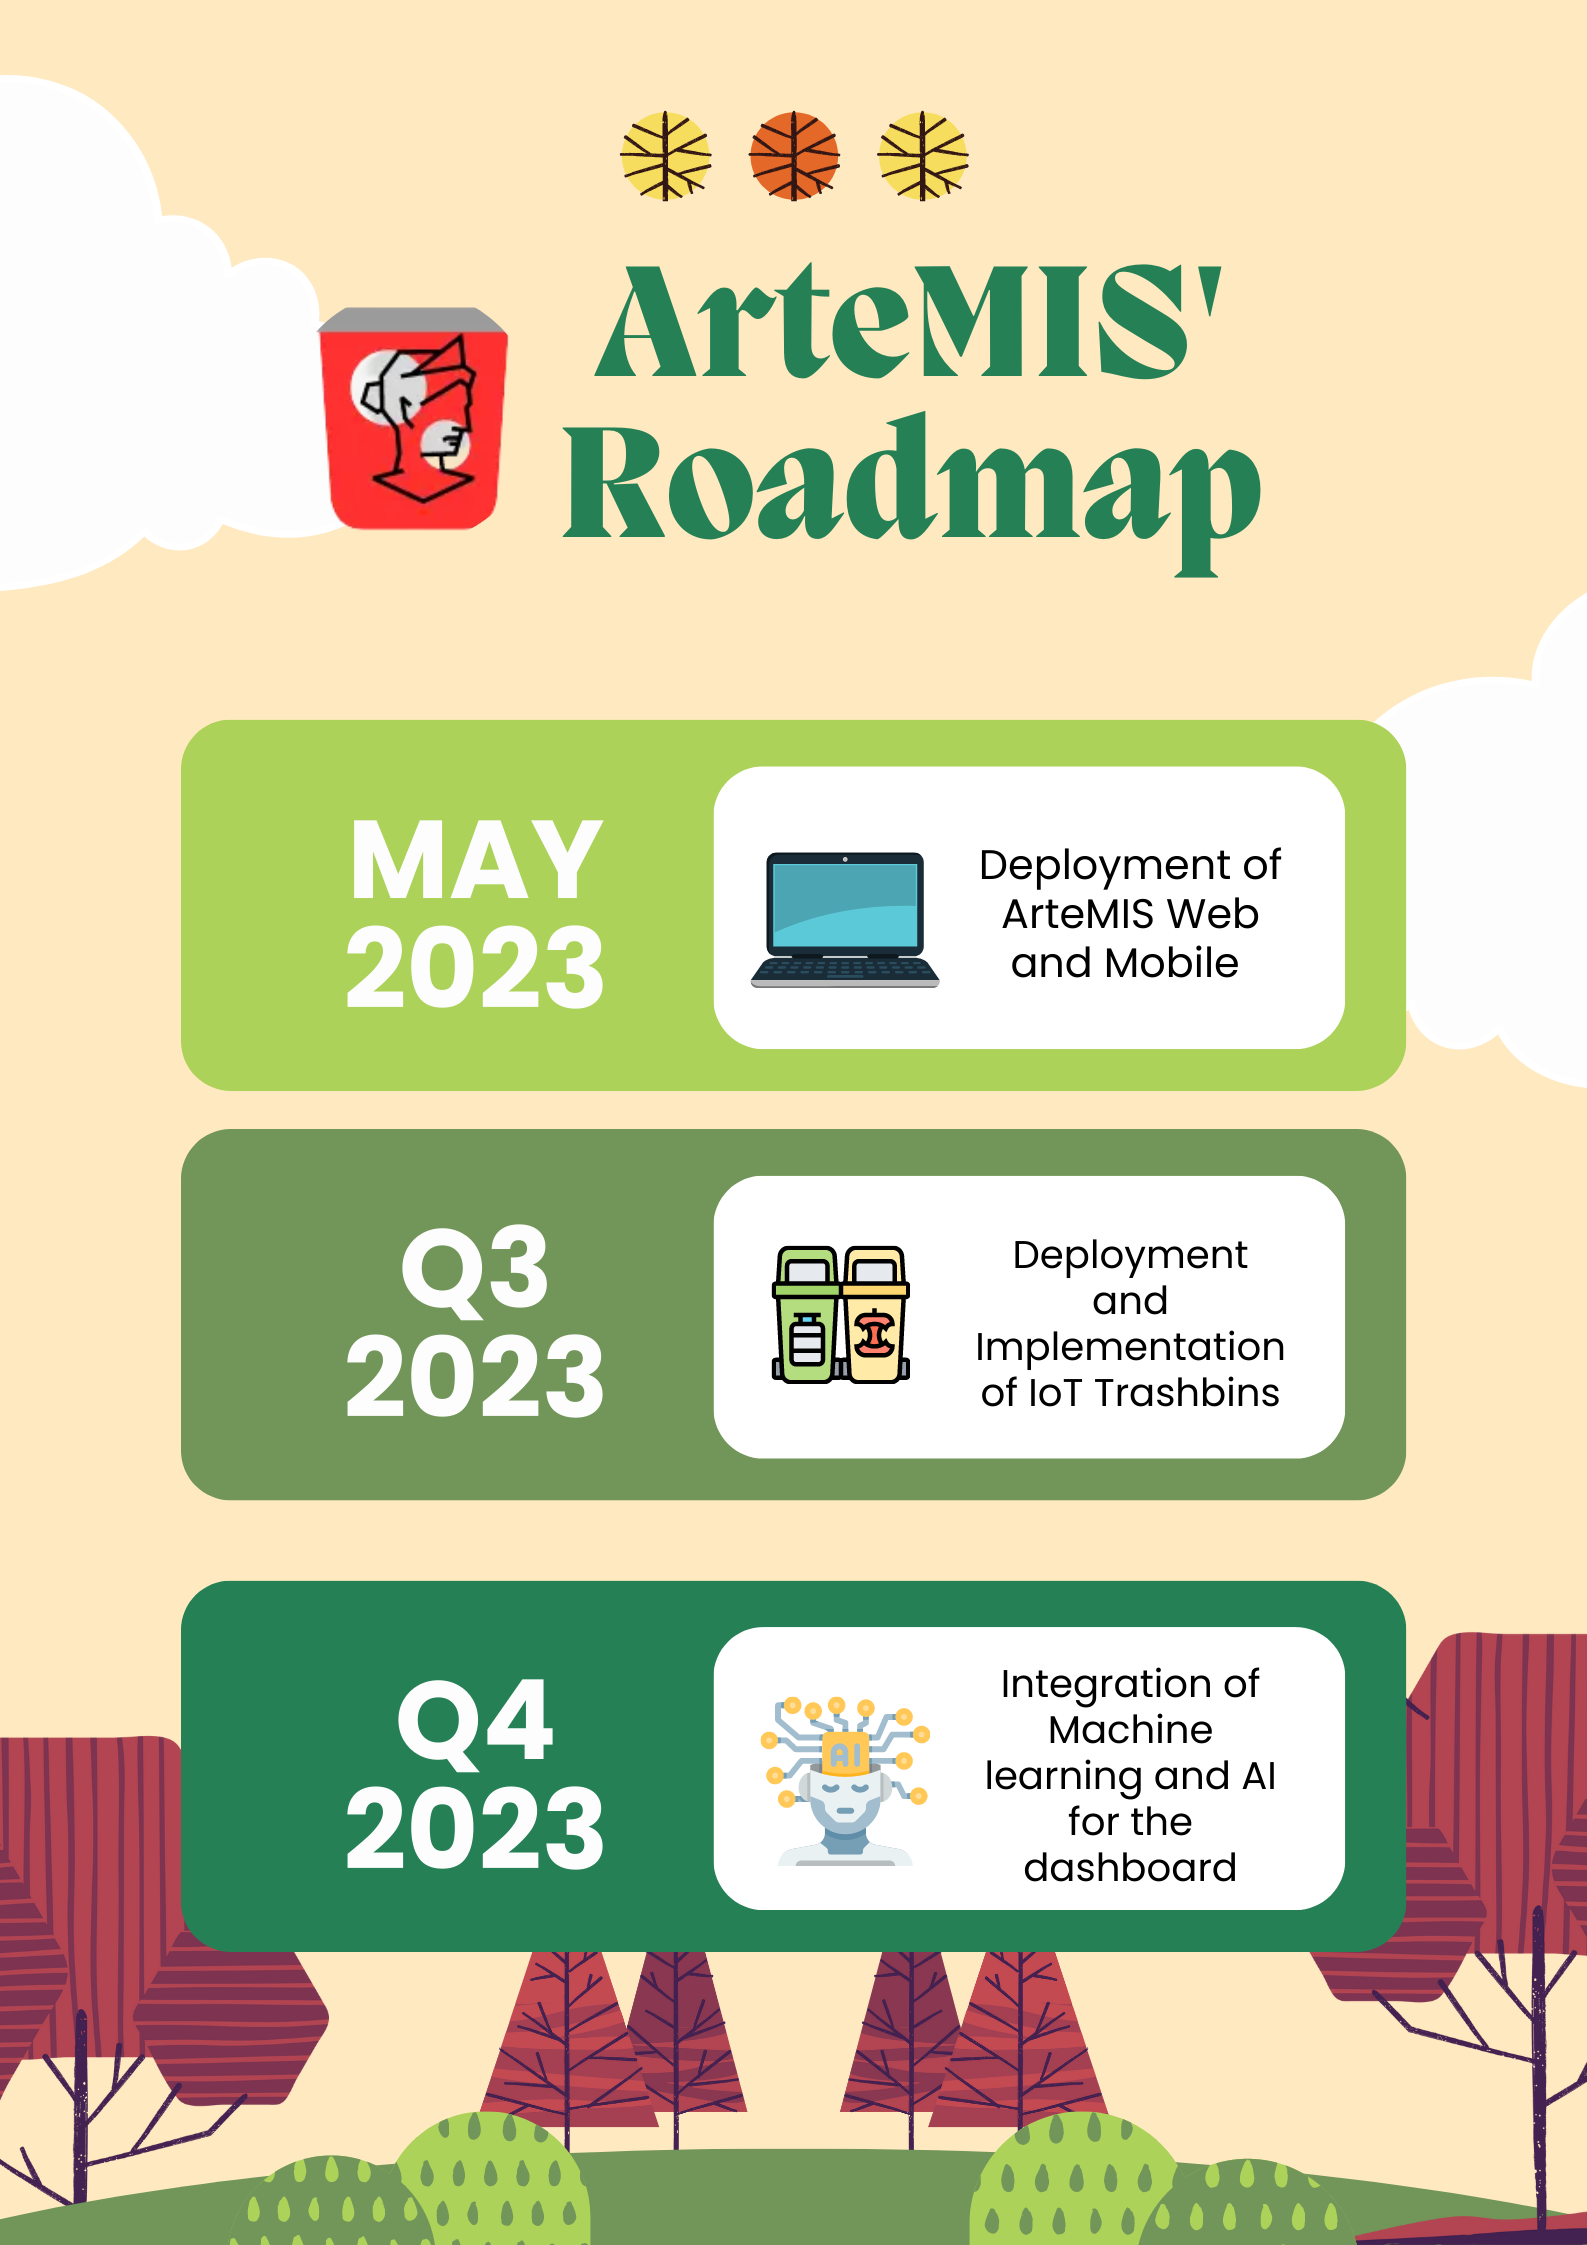 ArteMIS'
Roadmap
MAY
2023
Deployment of
ArteMIS Web
and Mobile
Q3
2023
Deployment
and
Implementation
of IoT Trashbins
Q4
2023
AI
Integration of
Machine
learning and AI
for the
dashboard